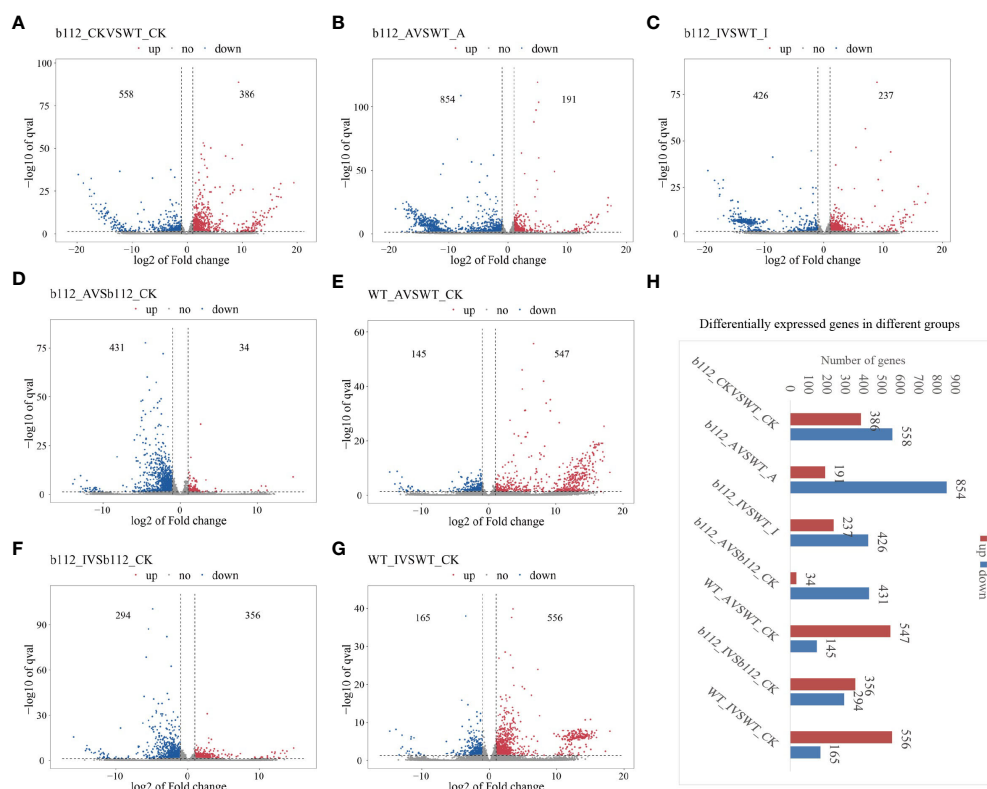 A
b112_CKVSWT_CK
up no down
100
75
50
25
0
558
386
−20 −10 0 10 20
−log10 of qval
log2 of Fold change
B
b112_AVSWT_A
up no down
100
50
0
854
191
−20 −10 0 10 20
−log10 of qval
log2 of Fold change
C
b112_IVSWT_I
up no down
75
50
25
0
426
237
−20 −10 0 10 20
−log10 of qval
log2 of Fold change
D
b112_AVSb112_CK
up no down
75
50
25
0
431
34
−10 0 10
−log10 of qval
log2 of Fold change
E
WT_AVSWT_CK
up no down
60
40
20
0
145
547
−10 0 10 20
−log10 of qval
log2 of Fold change
F
b112_IVSb112_CK
up no down
90
60
30
0
294
356
−10 0 10
−log10 of qval
log2 of Fold change
G
WT_IVSWT_CK
up no down
40
30
20
10
0
165
556
−10 0 10 20
−log10 of qval
log2 of Fold change
H
Differentially expressed genes in different groups
Number of genes
0 100 200 300 400 500 600 700 800 900
b112_CKVSWT_CK
386
558
b112_AVSWT_A
191
854
b112_IVSWT_I
237
426
b112_AVSb112_CK
34
431
WT_AVSWT_CK
547
145
b112_IVSb112_CK
356
294
WT_IVSWT_CK
556
165
up down